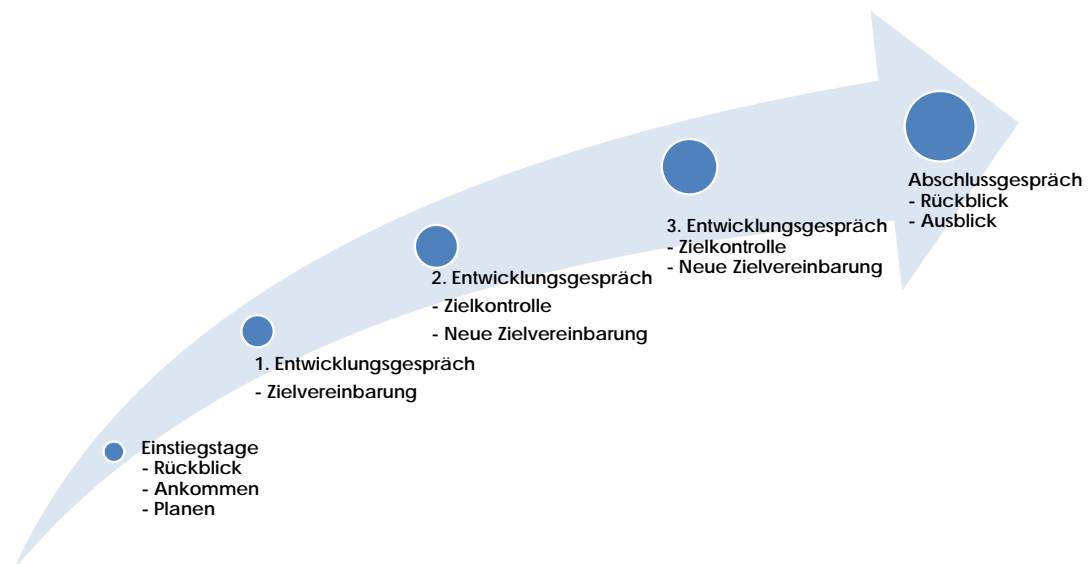 Einstiegstage
- Rückblick
- Ankommen
- Planen
1. Entwicklungsgespräch
- Zielvereinbarung
2. Entwicklungsgespräch
- Zielkontrolle
- Neue Zielvereinbarung
3. Entwicklungsgespräch
- Zielkontrolle
- Neue Zielvereinbarung
Abschlussgespräch
- Rückblick
- Ausblick